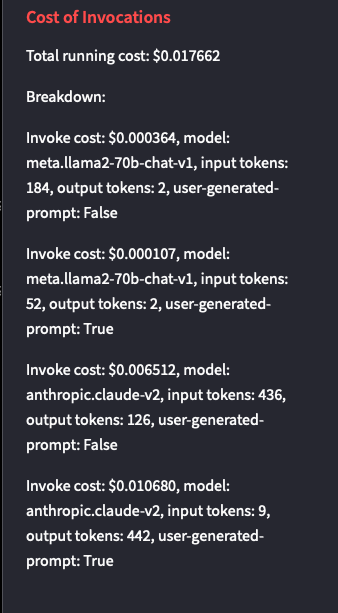 Cost of Invocations
Total running cost: $0.017662
Breakdown:
Invoke cost: $0.000364, model:
meta.llama2-70b-chat-v1, input tokens:
184, output tokens: 2, user-generated-
prompt: False
Invoke cost: $0.000107, model:
meta.llama2-70b-chat-v1, input tokens:
52, output tokens: 2, user-generated-
prompt: True
Invoke cost: $0.006512, model:
anthropic.claude-v2, input tokens: 436,
output tokens: 126, user-generated-
prompt: False
Invoke cost: $0.010680, model:
anthropic.claude-v2, input tokens: 9,
output tokens: 442, user-generated-
prompt: True